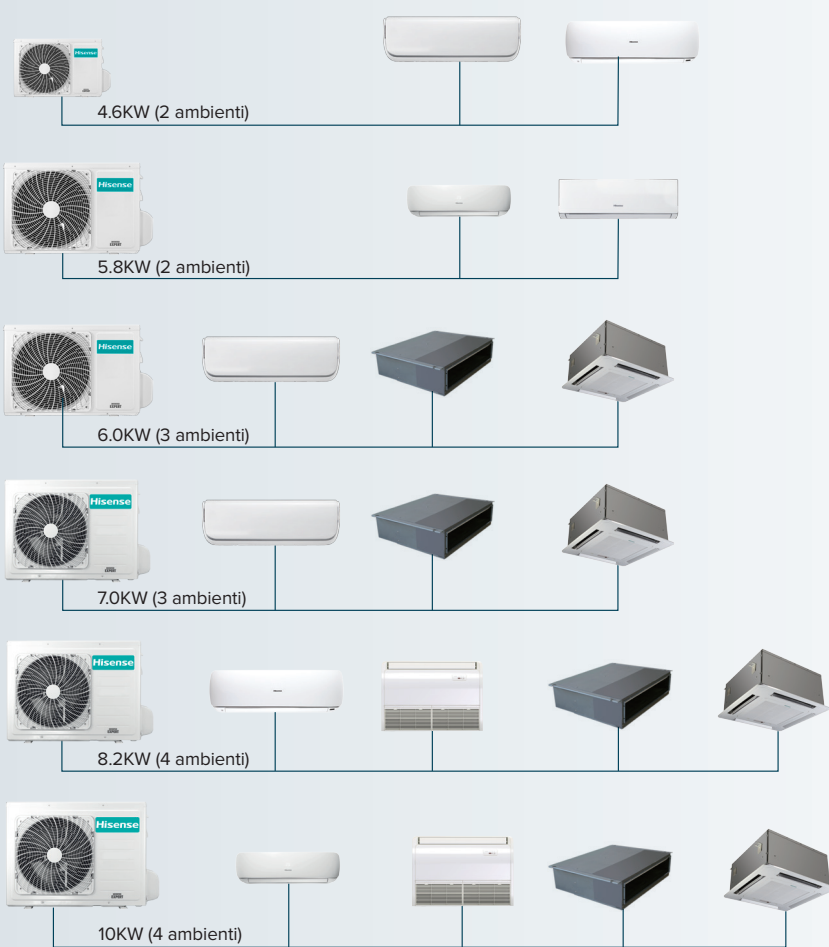 Hisense
4.6KW (2 ambienti)
Hisense
5.8KW (2 ambienti)
Hisense
6.0KW (3 ambienti)
Hisense
7.0KW (3 ambienti)
Hisense
8.2KW (4 ambienti)
Hisense
10KW (4 ambienti)